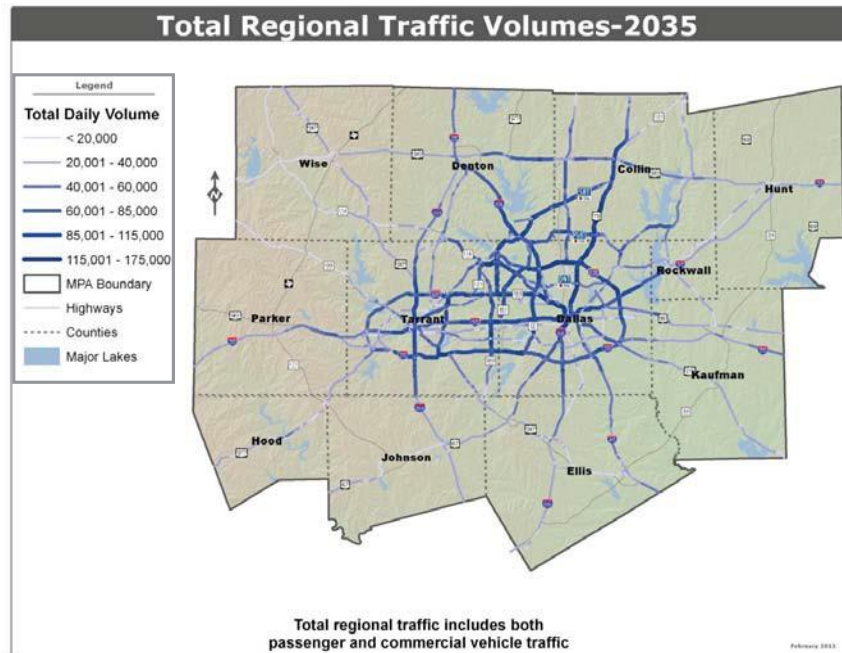 Total Regional Traffic Volumes-2035
Legend
Total Daily Volume
< 20,000
20,001 - 40,000
40,001 - 60,000
60,001 - 85,000
85,001 - 115,000
115,001 - 175,000
MPA Boundary
Highways
Counties
Major Lakes
N
Wise
Denton
Collin
Hunt
Rockwall
Parker
Tarrant
Dallas
Kaufman
Hood
Johnson
Ellis
Total regional traffic includes both
passenger and commercial vehicle traffic